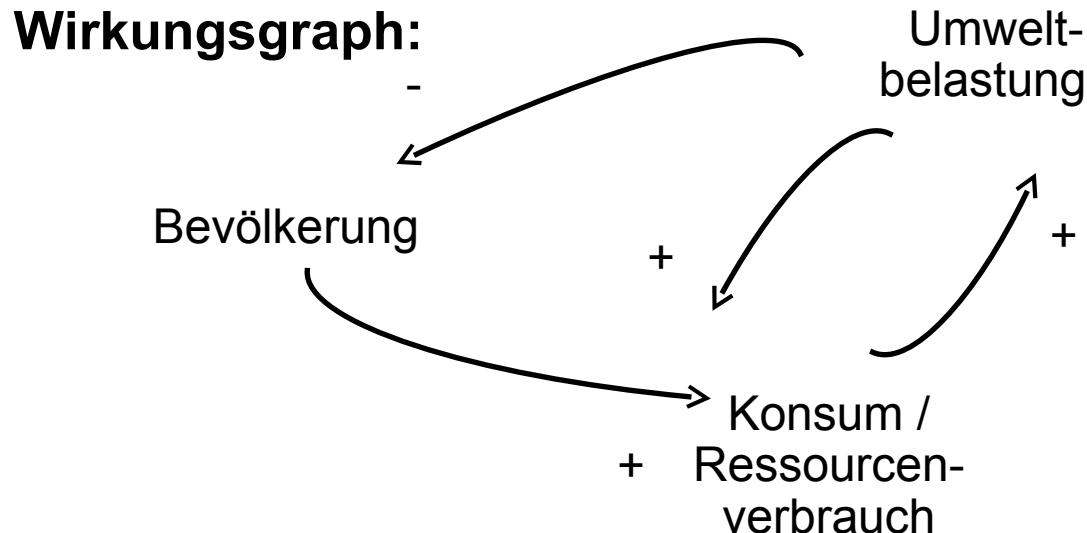 Wirkungsgraph:
Umwelt-
belastung
-
Bevölkerung
+
+
Konsum /
+ Ressourcen-
verbrauch